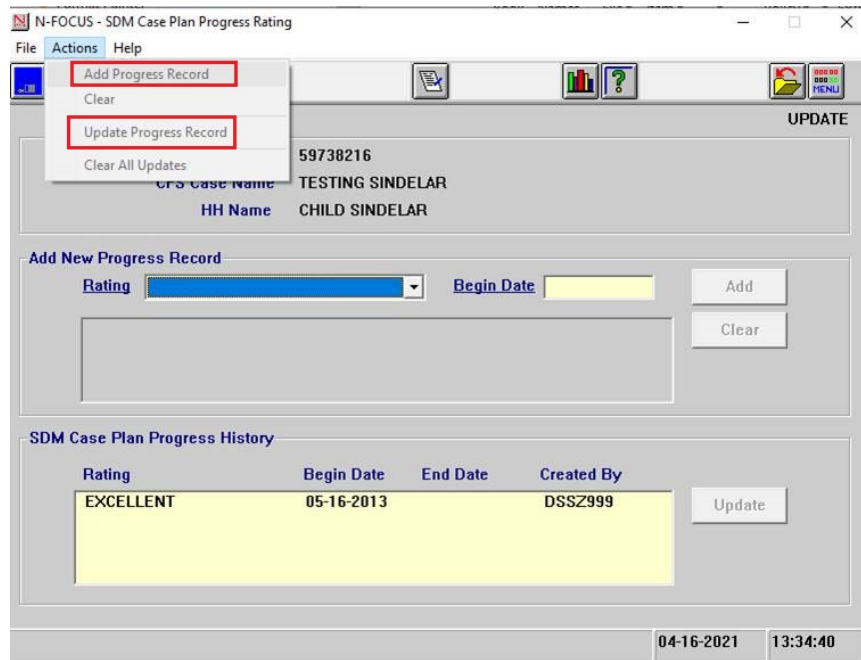 N-FOCUS - SDM Case Plan Progress Rating
File Actions Help
Add Progress Record
Clear
Update Progress Record
Clear All Updates
MENU
UPDATE
59738216
CFS Case Name TESTING SINDELAR
HH Name CHILD SINDELAR
Add New Progress Record
Rating Begin Date Add
Clear
SDM Case Plan Progress History
Rating Begin Date End Date Created By
EXCELLENT 05-16-2013 DSSZ999 Update
04-16-2021 13:34:40